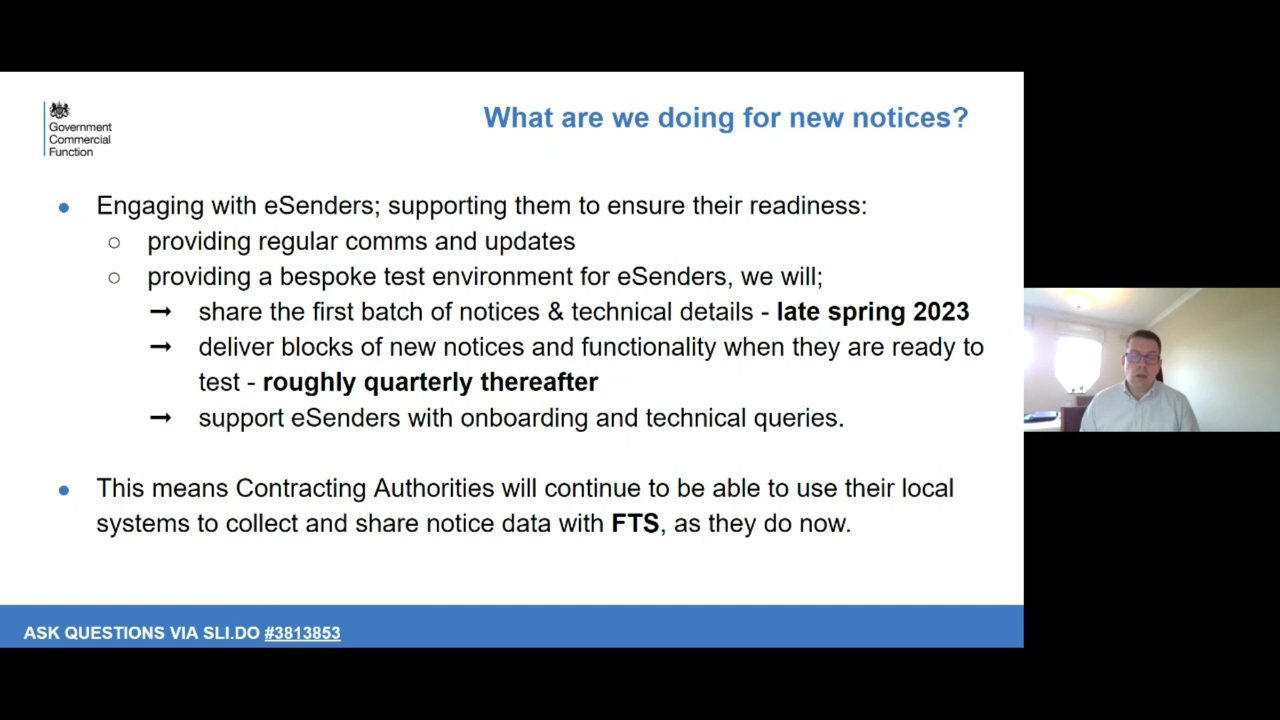 Government
Commercial
Function
What are we doing for new notices?
● Engaging with eSenders; supporting them to ensure their readiness:
○ providing regular comms and updates
○ providing a bespoke test environment for eSenders, we will;
→ share the first batch of notices & technical details - late spring 2023
→ deliver blocks of new notices and functionality when they are ready to
test - roughly quarterly thereafter
→ support eSenders with onboarding and technical queries.
● This means Contracting Authorities will continue to be able to use their local
systems to collect and share notice data with FTS, as they do now.
ASK QUESTIONS VIA SLI.DO #3813853